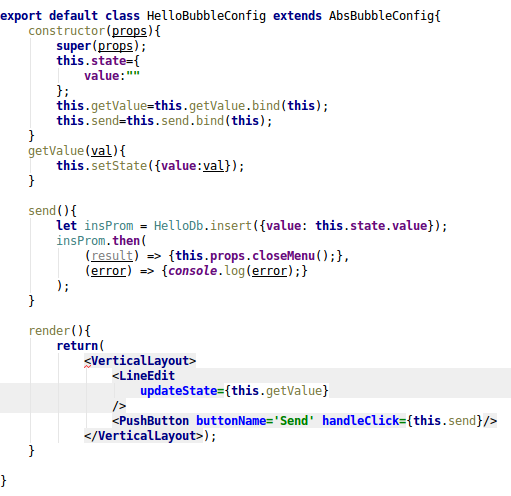 export default class HelloBubbleConfig extends AbsBubbleConfig{
    constructor(props){
        super(props);
        this.state={
            value:""
        };
        this.getValue=this.getValue.bind(this);
        this.send=this.send.bind(this);
    }
    getValue(val){
        this.setState({value:val});
    }

    send(){
        let insProm = HelloDb.insert({value: this.state.value});
        insProm.then(
            (result) => {this.props.closeMenu();},
            (error) => {console.log(error);}
        );
    }

    render(){
        return(
            <VerticalLayout>
                <LineEdit
                    updateState={this.getValue}
                />
                <PushButton buttonName='Send' handleClick={this.send}/>
            </VerticalLayout>);
    }

}